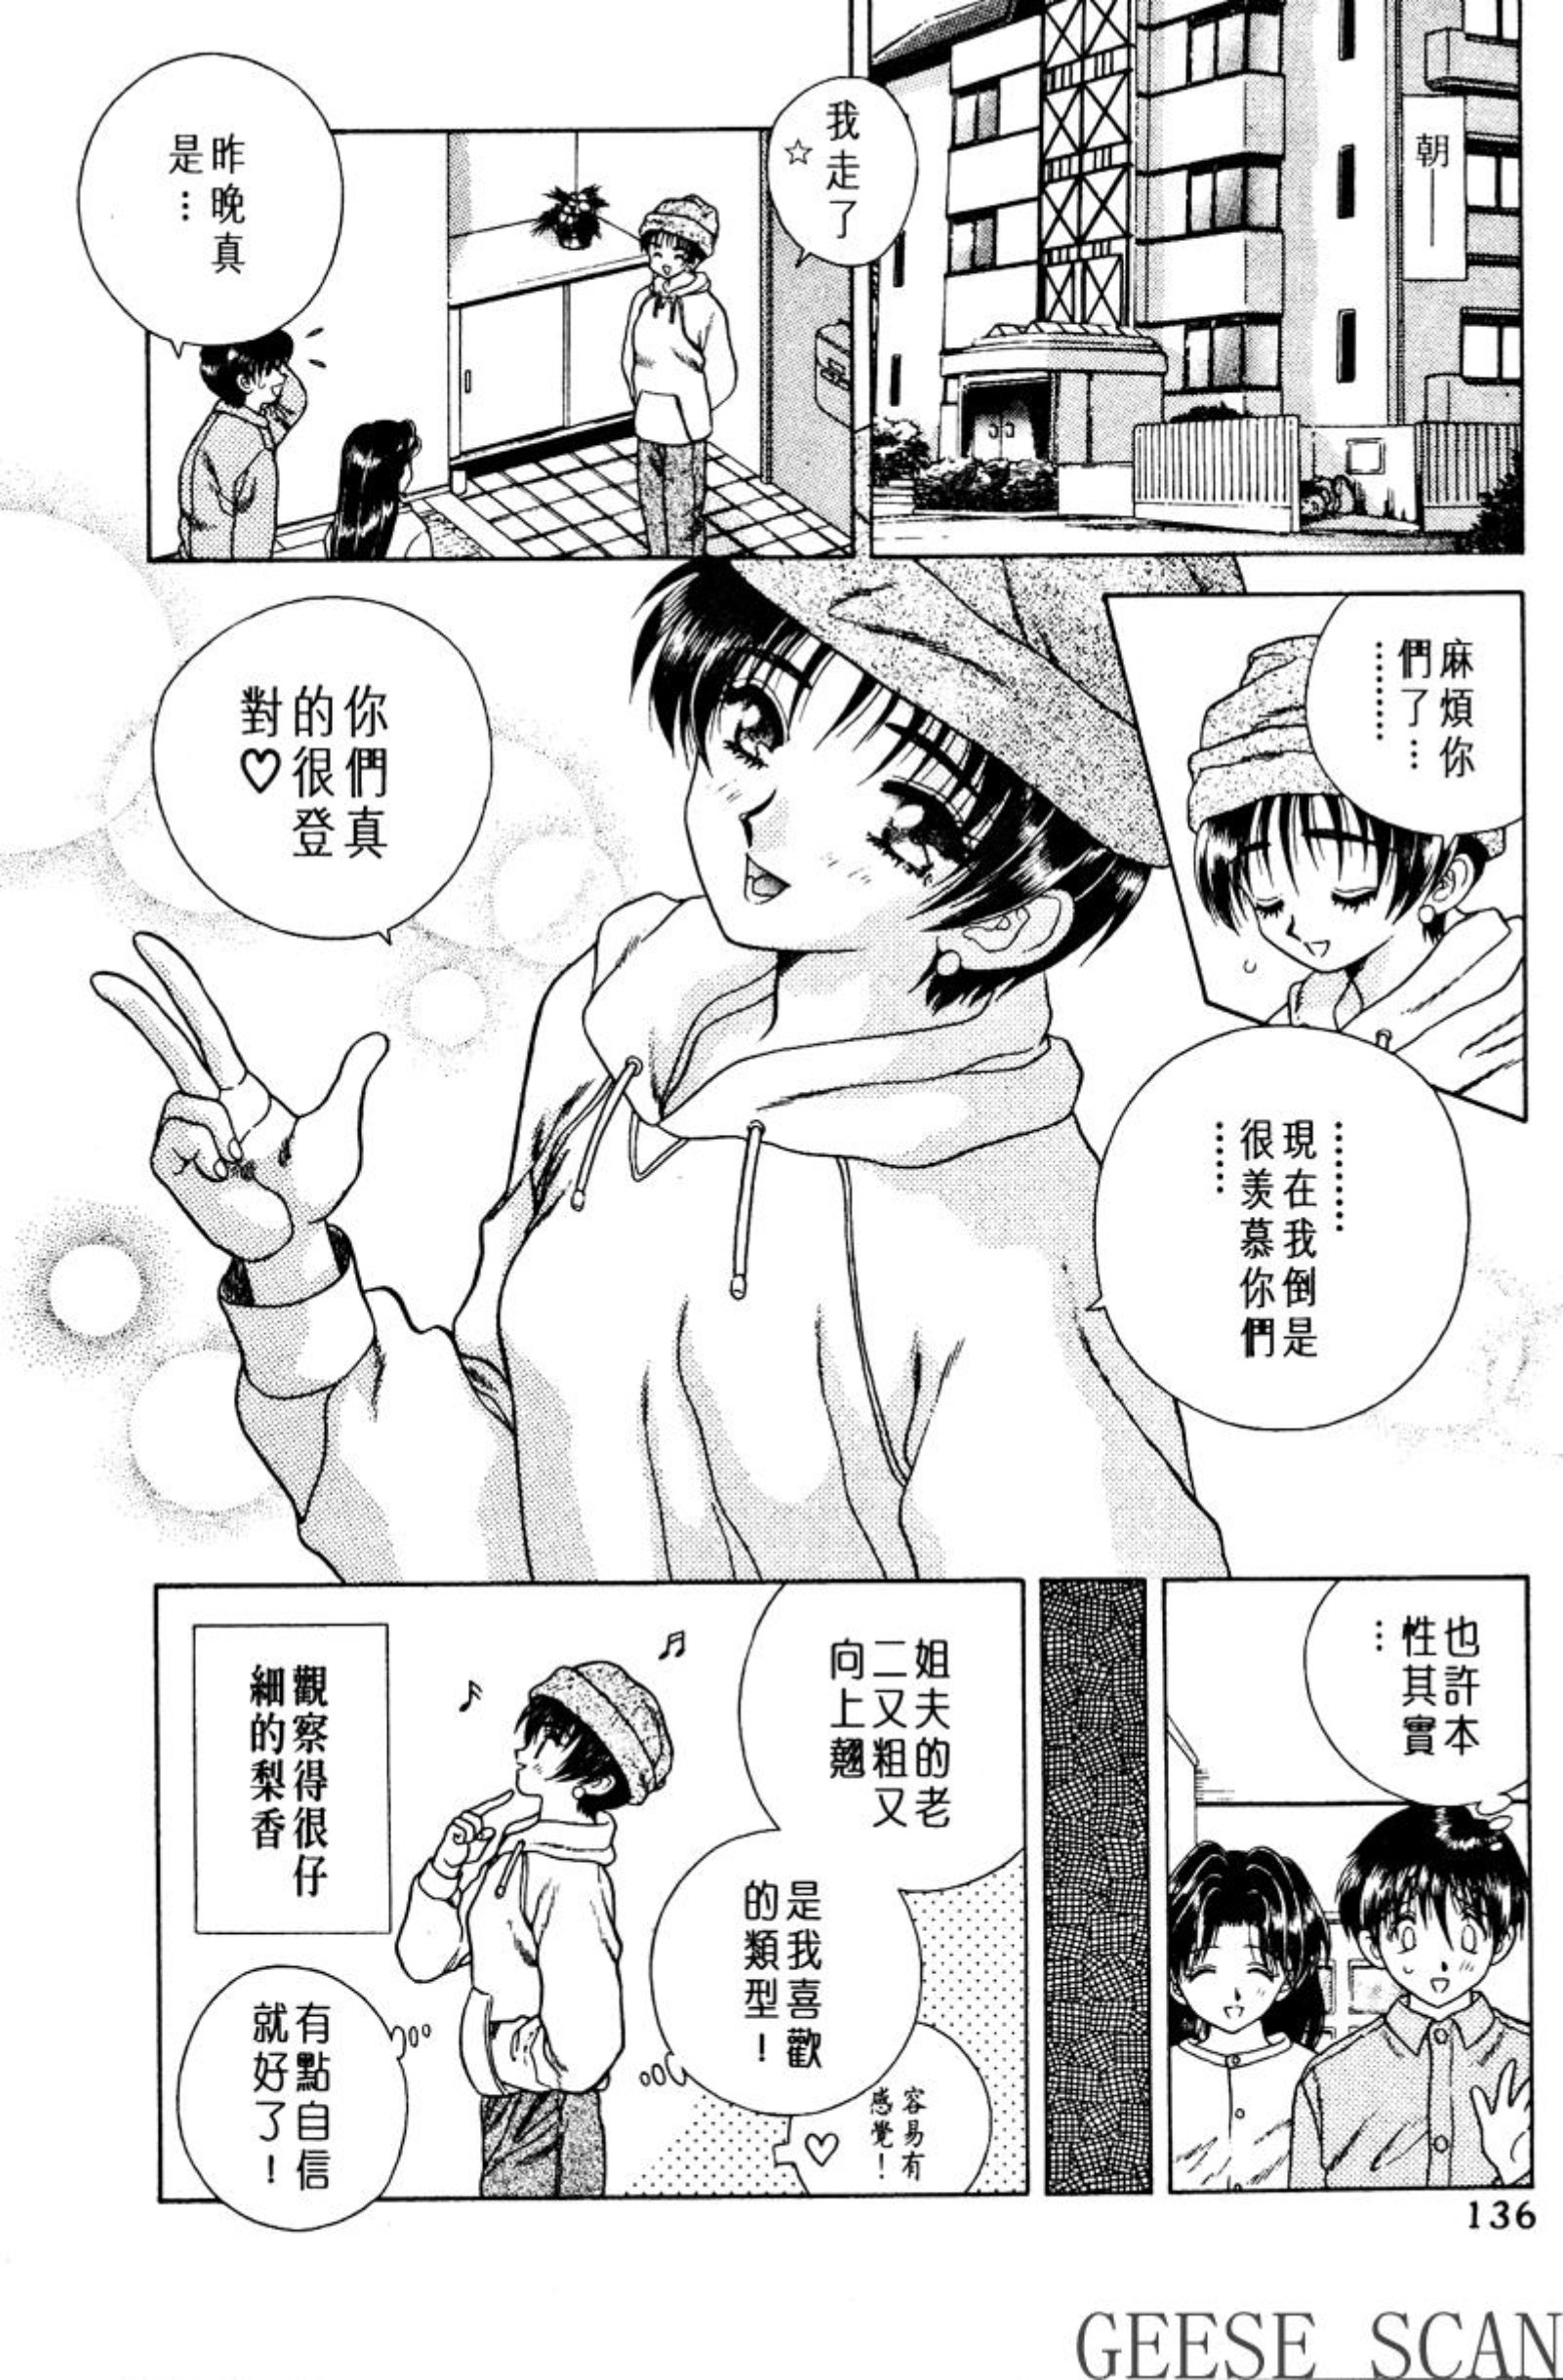 朝——
我走了
☆
昨晚真
是…
麻煩你
們了…
………
………
現在我倒是
很羨慕你們
……
你們真
的很登
對♡
也許本
性其實
…
姐夫的老
二又粗又
向上翹
是我喜歡
的類型！
容易有
感覺！
♡
觀察得很仔
細的梨香
有點自信
就好了！
136
GEESE SCAN